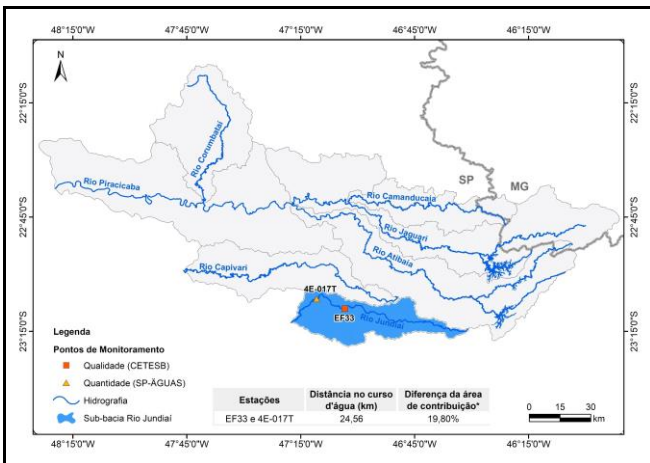 48°15'0"W 47°45'0"W 47°15'0"W 46°45'0"W 46°15'0"W
N
22°15'0"S 22°15'0"S
Rio Corumbataí
SP MG
Rio Piracicaba
Rio Camanducaia
22°45'0"S 22°45'0"S
Rio Jaguari
Rio Atibaia
Rio Capivari
4E-017T
EF33
Rio Jundiaí
23°15'0"S 23°15'0"S
Legenda
Pontos de Monitoramento
Qualidade (CETESB)
Quantidade (SP-ÁGUAS)
Hidrografia
Sub-bacia Rio Jundiaí
Estações Distância no curso d'água (km) Diferença da área de contribuição*
EF33 e 4E-017T 24,56 19,80%
0 15 30
km
48°15'0"W 47°45'0"W 47°15'0"W 46°45'0"W 46°15'0"W